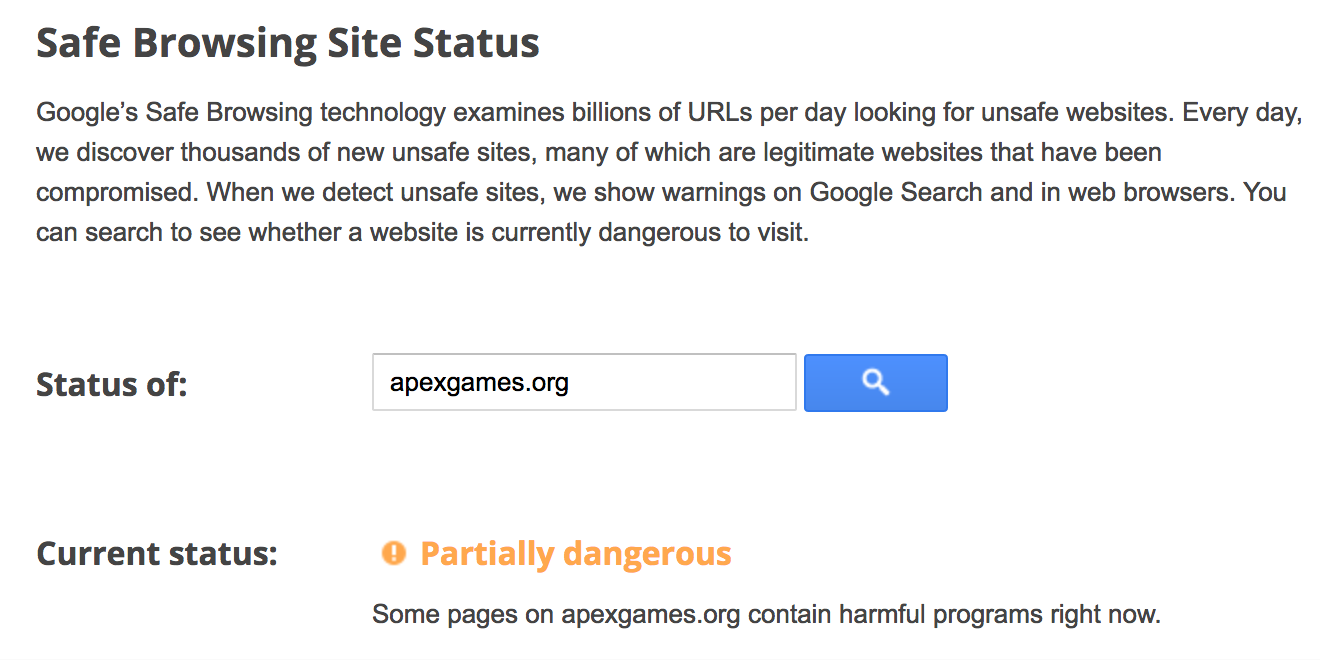 Safe Browsing Site Status
Google’s Safe Browsing technology examines billions of URLs per day looking for unsafe websites. Every day,
we discover thousands of new unsafe sites, many of which are legitimate websites that have been
compromised. When we detect unsafe sites, we show warnings on Google Search and in web browsers. You
can search to see whether a website is currently dangerous to visit.
Status of:
apexgames.org
Current status:
Partially dangerous
Some pages on apexgames.org contain harmful programs right now.